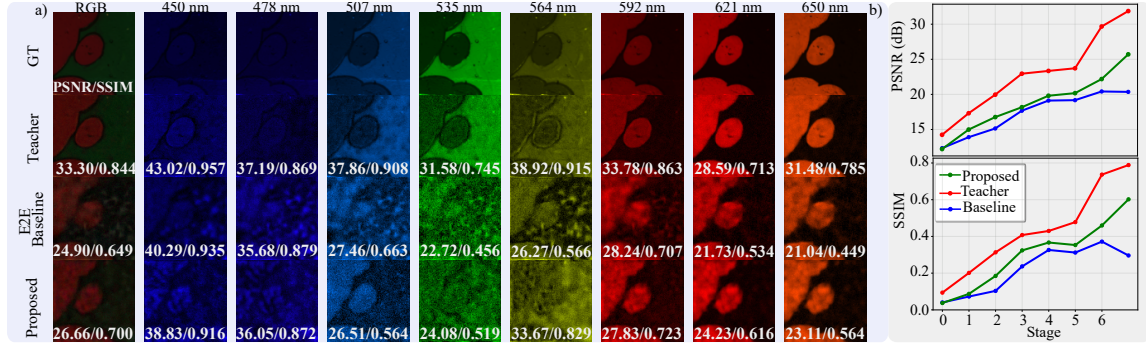 a) RGB 450 nm 478 nm 507 nm 535 nm 564 nm 592 nm 621 nm 650 nm
GT
PSNR/SSIM
Teacher
33.30/0.844 43.02/0.957 37.19/0.869 37.86/0.908 31.58/0.745 38.92/0.915 33.78/0.863 28.59/0.713 31.48/0.785
E2E
Baseline
24.90/0.649 40.29/0.935 35.68/0.879 27.46/0.663 22.72/0.456 26.27/0.566 28.24/0.707 21.73/0.534 21.04/0.449
Proposed
26.66/0.700 38.83/0.916 36.05/0.872 26.51/0.564 24.08/0.519 33.67/0.829 27.83/0.723 24.23/0.616 23.11/0.564
b)
PSNR (dB)
30
25
20
15
SSIM
0.8
0.6
0.4
0.2
0.0
Proposed
Teacher
Baseline
0 1 2 3 4 5 6
Stage